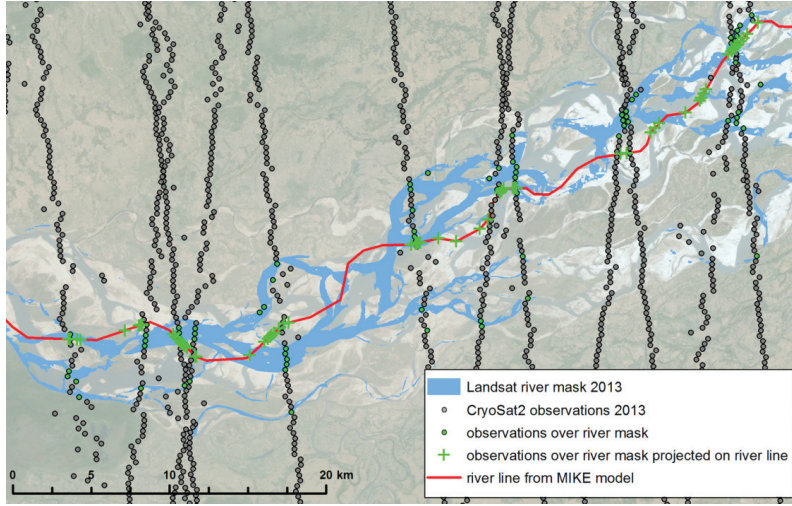 Landsat river mask 2013
CryoSat2 observations 2013
observations over river mask
observations over river mask projected on river line
river line from MIKE model
0 5 10 20 km